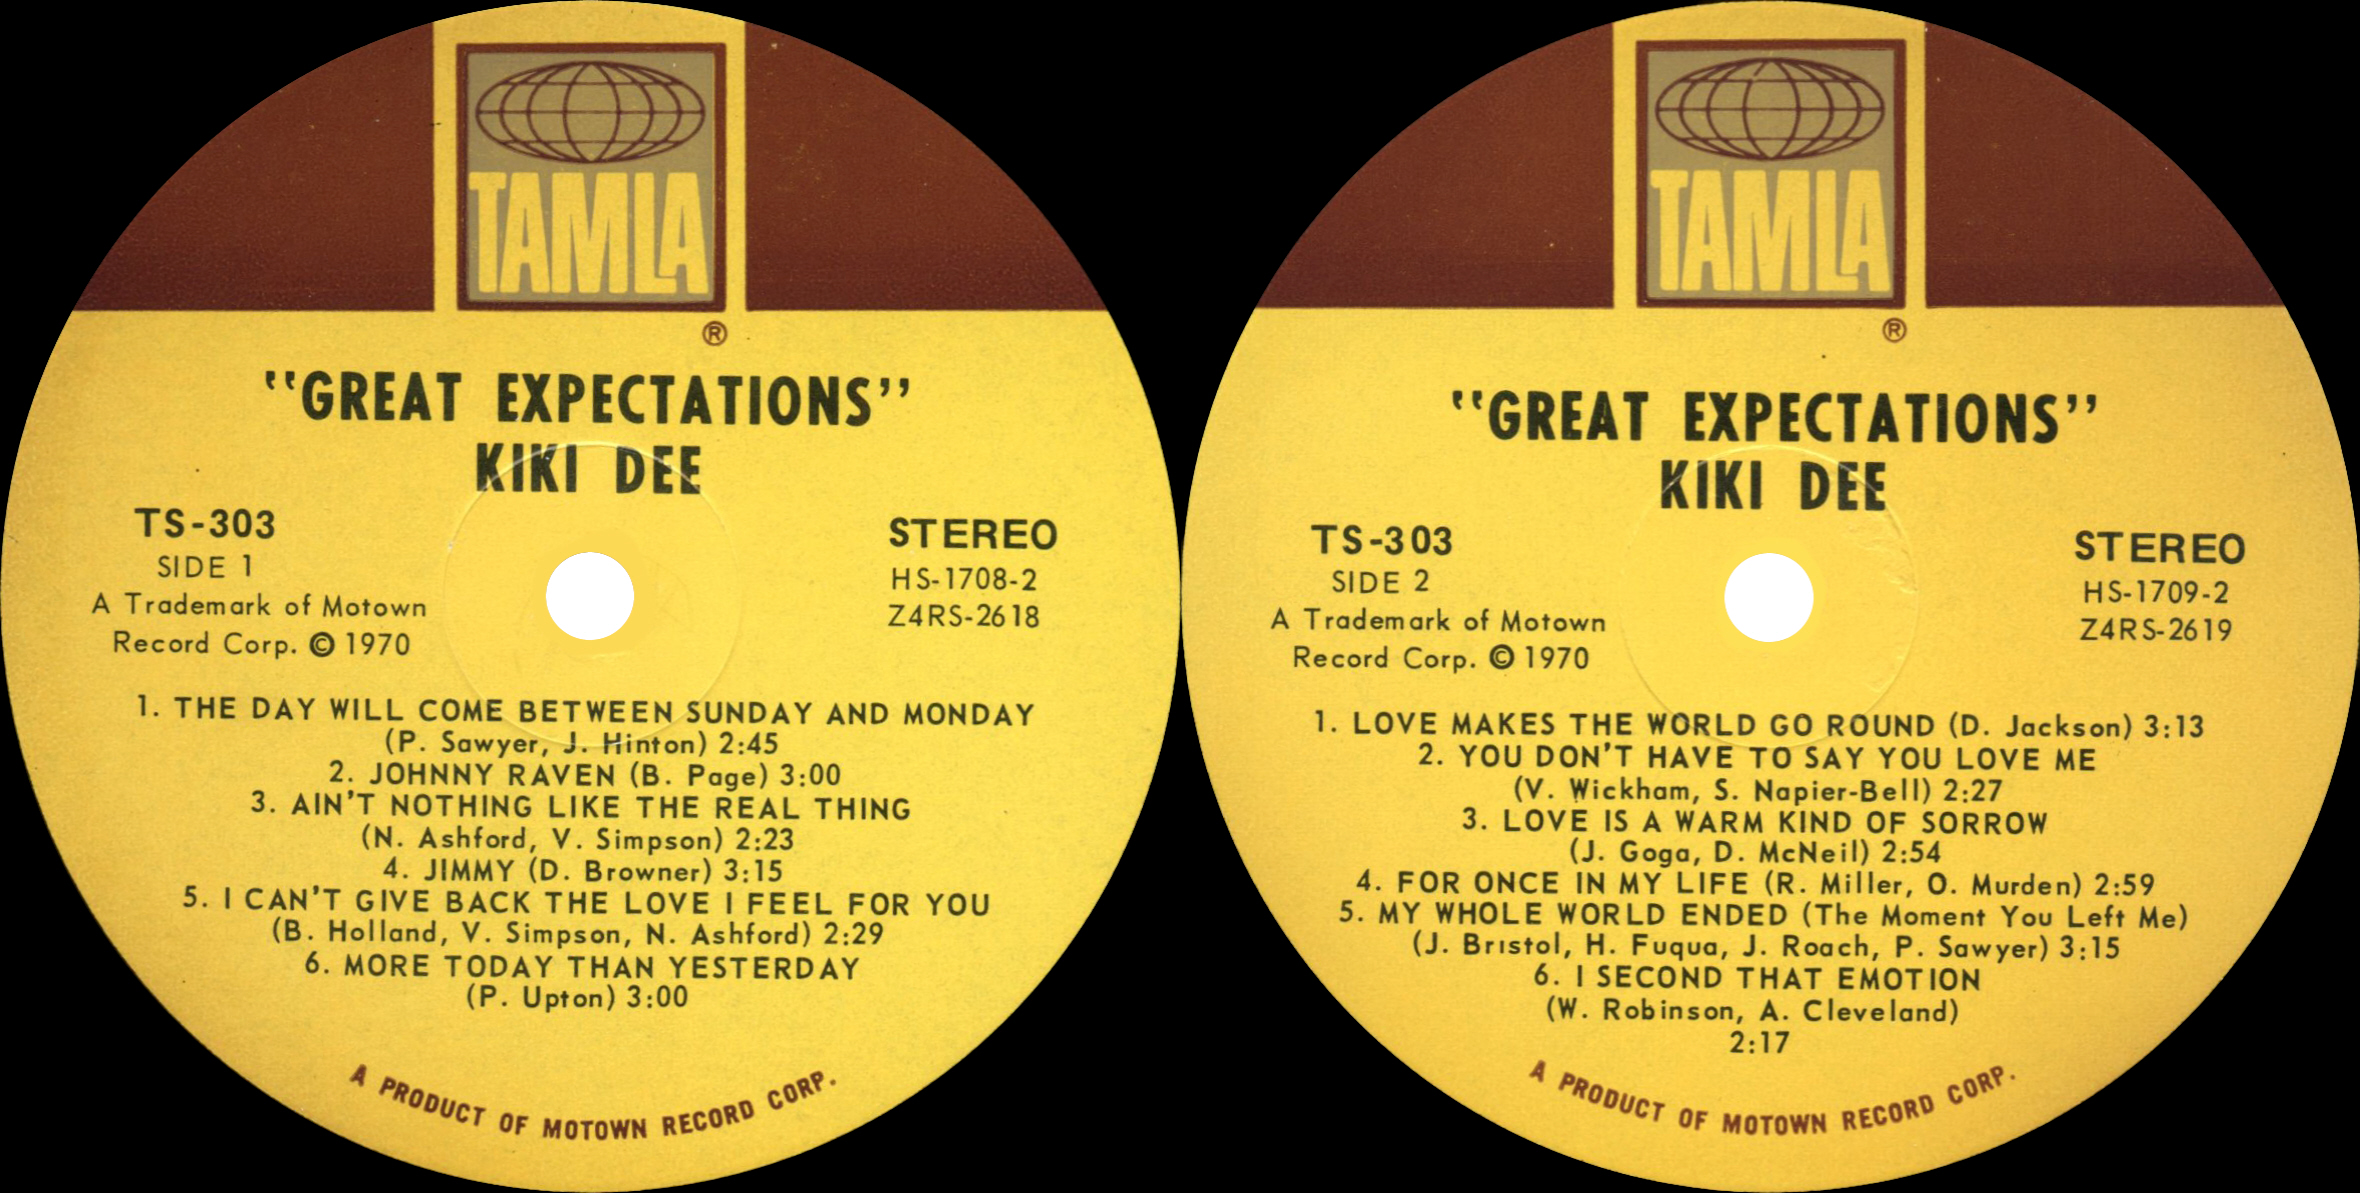 TAMLA
®
"GREAT EXPECTATIONS"
KIKI DEE
TS-303
SIDE 1
A Trademark of Motown
Record Corp. © 1970
STEREO
HS-1708-2
Z4RS-2618
1. THE DAY WILL COME BETWEEN SUNDAY AND MONDAY
(P. Sawyer, J. Hinton) 2:45
2. JOHNNY RAVEN (B. Page) 3:00
3. AIN'T NOTHING LIKE THE REAL THING
(N. Ashford, V. Simpson) 2:23
4. JIMMY (D. Browner) 3:15
5. I CAN'T GIVE BACK THE LOVE I FEEL FOR YOU
(B. Holland, V. Simpson, N. Ashford) 2:29
6. MORE TODAY THAN YESTERDAY
(P. Upton) 3:00
A PRODUCT OF MOTOWN RECORD CORP.
TAMLA
®
"GREAT EXPECTATIONS"
KIKI DEE
TS-303
SIDE 2
A Trademark of Motown
Record Corp. © 1970
STEREO
HS-1709-2
Z4RS-2619
1. LOVE MAKES THE WORLD GO ROUND (D. Jackson) 3:13
2. YOU DON'T HAVE TO SAY YOU LOVE ME
(V. Wickham, S. Napier-Bell) 2:27
3. LOVE IS A WARM KIND OF SORROW
(J. Goga, D. McNeil) 2:54
4. FOR ONCE IN MY LIFE (R. Miller, O. Murden) 2:59
5. MY WHOLE WORLD ENDED (The Moment You Left Me)
(J. Bristol, H. Fuqua, J. Roach, P. Sawyer) 3:15
6. I SECOND THAT EMOTION
(W. Robinson, A. Cleveland)
2:17
A PRODUCT OF MOTOWN RECORD CORP.